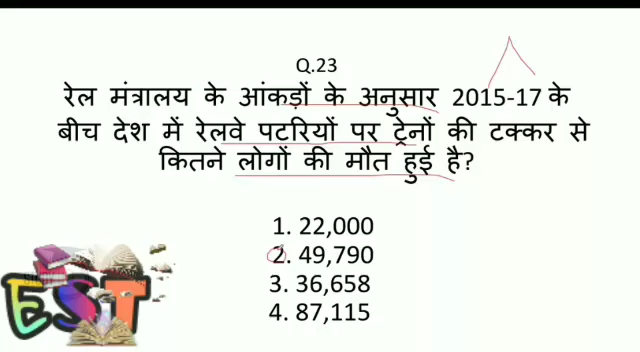 Q.23
रेल मंत्रालय के आंकड़ों के अनुसार 2015-17 के
बीच देश में रेलवे पटरियों पर ट्रेनों की टक्कर से
कितने लोगों की मौत हुई है?
1. 22,000
2. 49,790
3. 36,658
4. 87,115
EST